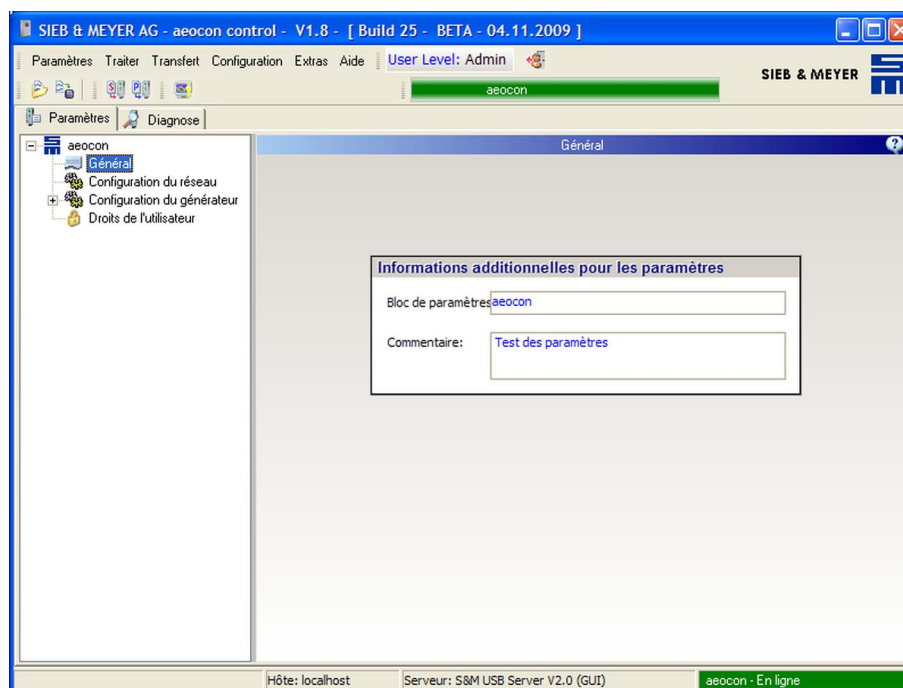 SIEB & MEYER AG - aeocon control - V1.8 - [ Build 25 - BETA - 04.11.2009 ]
Paramètres Traiter Transfert Configuration Extras Aide User Level: Admin
SIEB & MEYER
aeocon
Paramètres Diagnose
aeocon
Général
Configuration du réseau
Configuration du générateur
Droits de l'utilisateur
Général
Informations additionnelles pour les paramètres
Bloc de paramètres aeocon
Commentaire: Test des paramètres
Hôte: localhost Serveur: S&M USB Server V2.0 (GUI) aeocon - En ligne